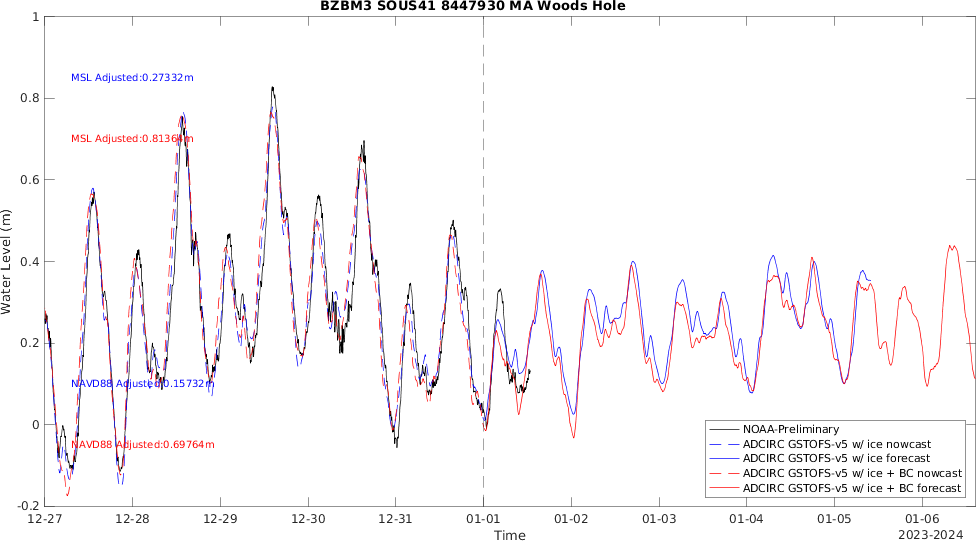 BZBM3 SOUS41 8447930 MA Woods Hole
1
0.8
0.6
0.4
0.2
0
-0.2
Water Level (m)
MSL Adjusted:0.27332m
MSL Adjusted:0.81364m
NAVD88 Adjusted:0.15732m
NAVD88 Adjusted:0.69764m
NOAA-Preliminary
ADCIRC GSTOFS-v5 w/ ice nowcast
ADCIRC GSTOFS-v5 w/ ice forecast
ADCIRC GSTOFS-v5 w/ ice + BC nowcast
ADCIRC GSTOFS-v5 w/ ice + BC forecast
12-27 12-28 12-29 12-30 12-31 01-01 01-02 01-03 01-04 01-05 01-06
Time
2023-2024